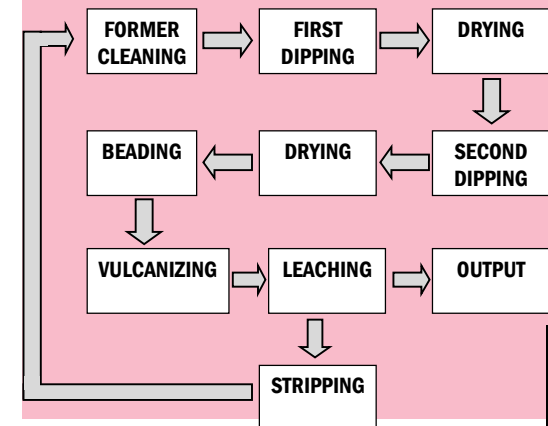 FORMER
CLEANING
FIRST
DIPPING
DRYING
BEADING
DRYING
SECOND
DIPPING
VULCANIZING
LEACHING
OUTPUT
STRIPPING